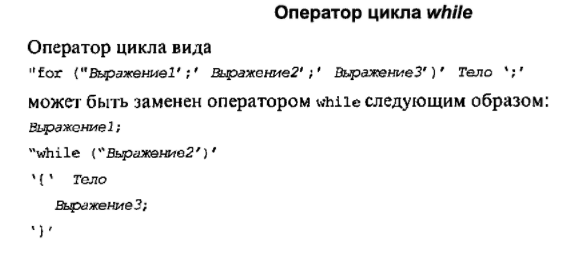 Оператор цикла while
Оператор цикла вида
"for ("Выражение1';' Выражение2';' Выражение3')' Тело ';'
может быть заменен оператором while следующим образом:
Выражение1;
"while ("Выражение2')'
'{' Тело
Выражение3;
'}'